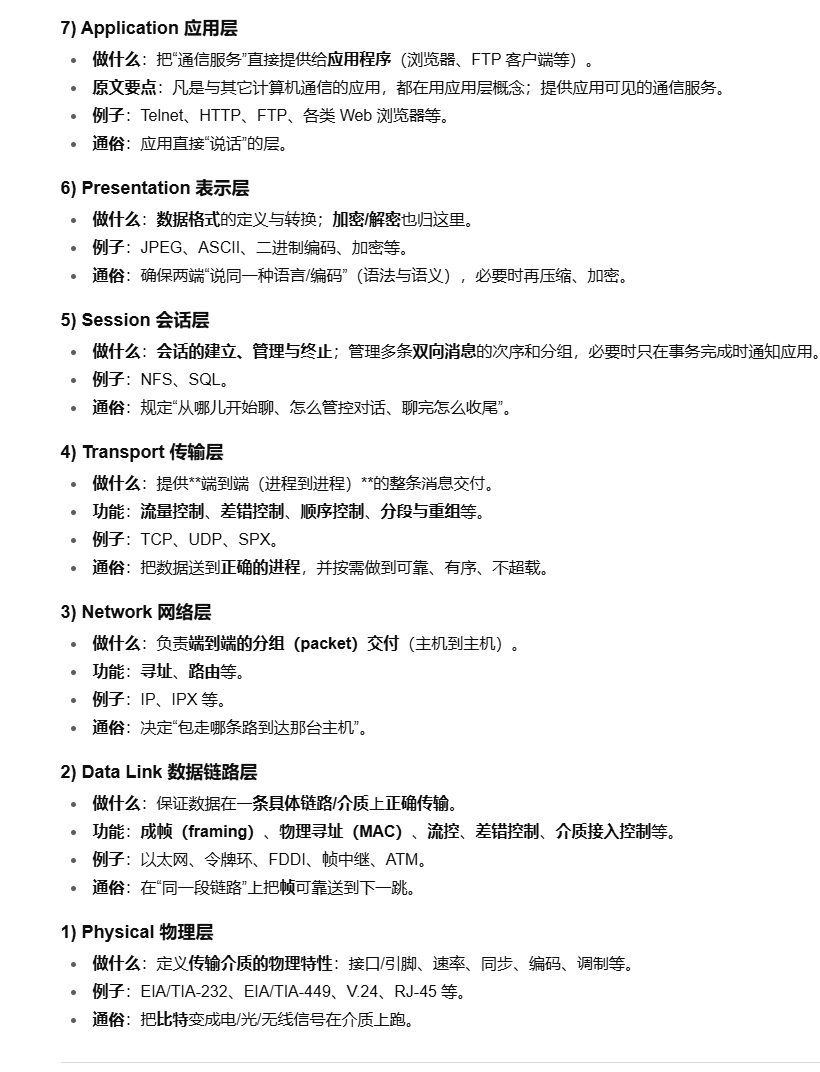 7) Application 应用层
做什么：把“通信服务”直接提供给应用程序（浏览器、FTP 客户端等）。
原文要点：凡是与其它计算机通信的应用，都在用应用层概念；提供应用可见的通信服务。
例子：Telnet、HTTP、FTP、各类 Web 浏览器等。
通俗：应用直接“说话”的层。
6) Presentation 表示层
做什么：数据格式的定义与转换；加密/解密也归这里。
例子：JPEG、ASCII、二进制编码、加密等。
通俗：确保两端“说同一种语言/编码”（语法与语义），必要时再压缩、加密。
5) Session 会话层
做什么：会话的建立、管理与终止；管理多条双向消息的次序和分组，必要时只在事务完成时通知应用。
例子：NFS、SQL。
通俗：规定“从哪儿开始聊、怎么管控对话、聊完怎么收尾”。
4) Transport 传输层
做什么：提供**端到端（进程到进程）**的整条消息交付。
功能：流量控制、差错控制、顺序控制、分段与重组等。
例子：TCP、UDP、SPX。
通俗：把数据送到正确的进程，并按需做到可靠、有序、不超载。
3) Network 网络层
做什么：负责端到端的分组（packet）交付（主机到主机）。
功能：寻址、路由等。
例子：IP、IPX 等。
通俗：决定“包走哪条路到达那台主机”。
2) Data Link 数据链路层
做什么：保证数据在一条具体链路/介质上正确传输。
功能：成帧（framing）、物理寻址（MAC）、流控、差错控制、介质接入控制等。
例子：以太网、令牌环、FDDI、帧中继、ATM。
通俗：在“同一段链路”上把帧可靠送到下一跳。
1) Physical 物理层
做什么：定义传输介质的物理特性：接口/引脚、速率、同步、编码、调制等。
例子：EIA/TIA-232、EIA/TIA-449、V.24、RJ-45 等。
通俗：把比特变成电/光/无线信号在介质上跑。